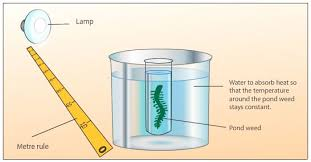 Lamp
Water to absorb heat so
that the temperature
around the pond weed
stays constant.
Pond weed
Metre rule